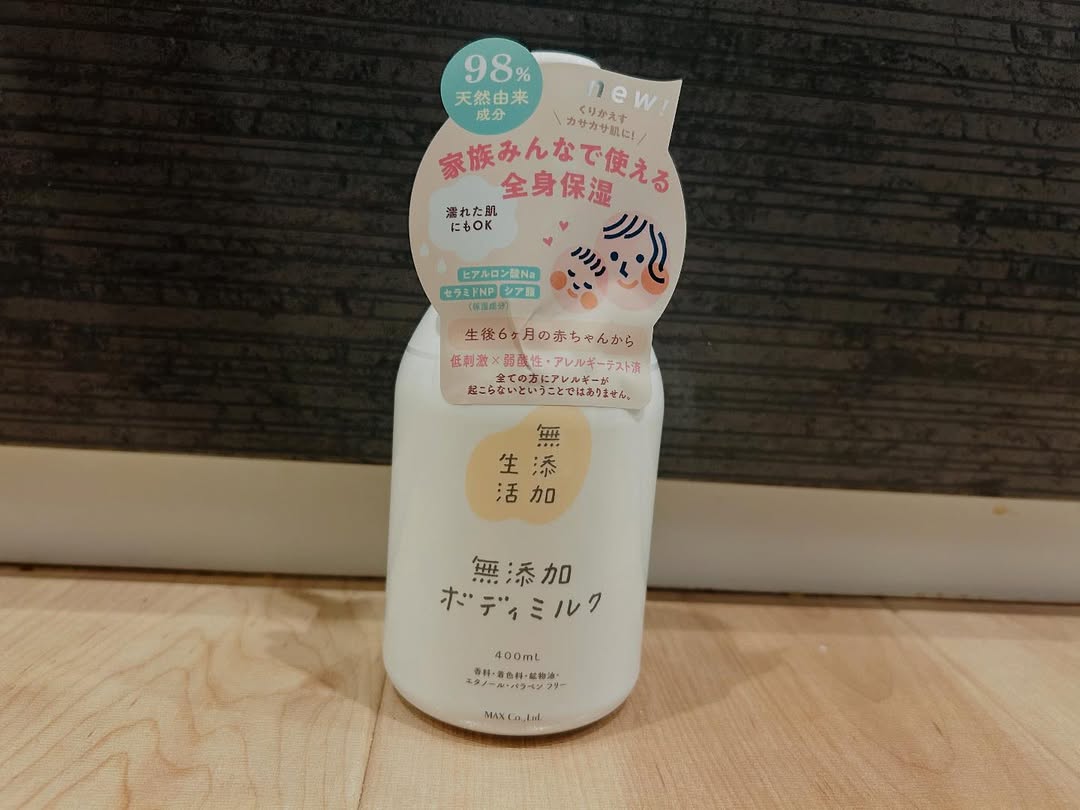 98%
天然由来
成分
new!
くりかえす
カサカサ肌に!
家族みんなで使える
全身保湿
濡れた肌
にもOK
ヒアルロン酸Na
セラミドNP シア脂
(保湿成分)
生後6ヶ月の赤ちゃんから
低刺激×弱酸性・アレルギーテスト済
全ての方にアレルギーが
起こらないということではありません。
無添加
生活
無添加
ボディミルク
400mL
香料・着色料・鉱物油・
エタノール・パラベン フリー
MAX Co.,Ltd.